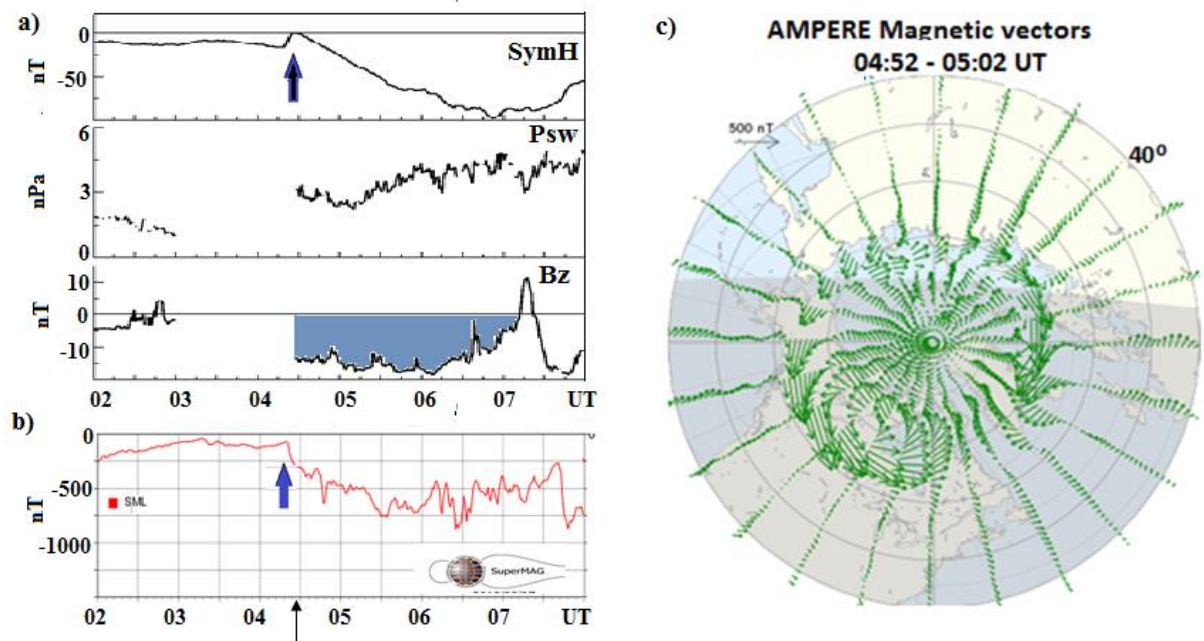 a)
0
SymH
nT
-50
6
Psw
nPa
3
0
10
Bz
nT
0
-10
02 03 04 05 06 07 UT
b)
0
nT
-500
SML
-1000
SuperMAG
02 03 04 05 06 07 UT
c)
AMPERE Magnetic vectors
04:52 - 05:02 UT
500 nT
40º